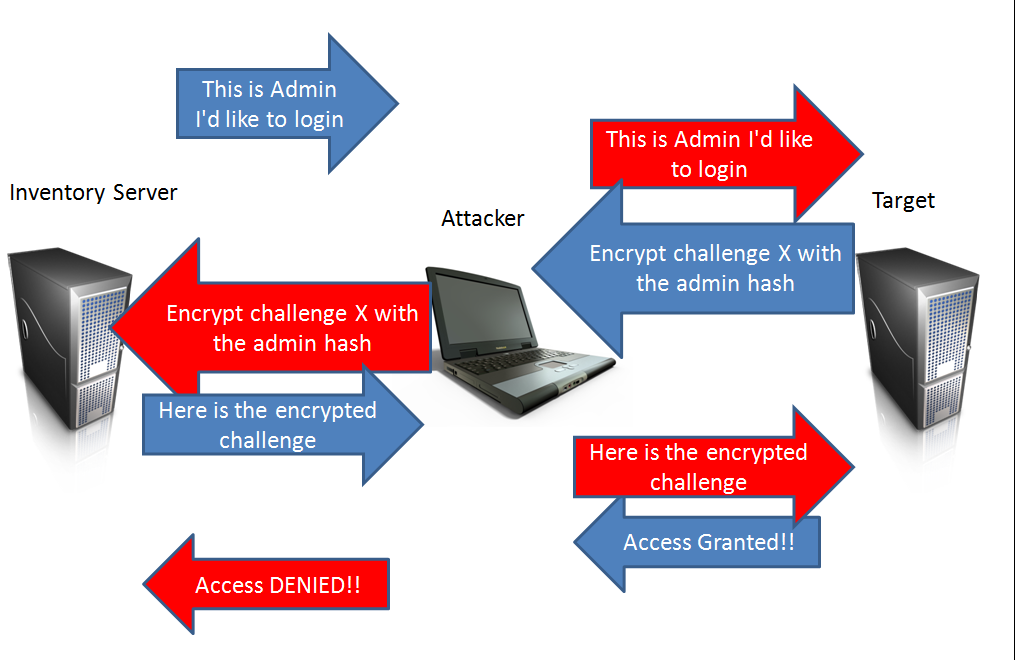 This is Admin
I'd like to login
This is Admin I'd like
to login
Inventory Server
Attacker
Target
Encrypt challenge X with
the admin hash
Encrypt challenge X with
the admin hash
Here is the encrypted
challenge
Here is the encrypted
challenge
Access Granted!!
Access DENIED!!